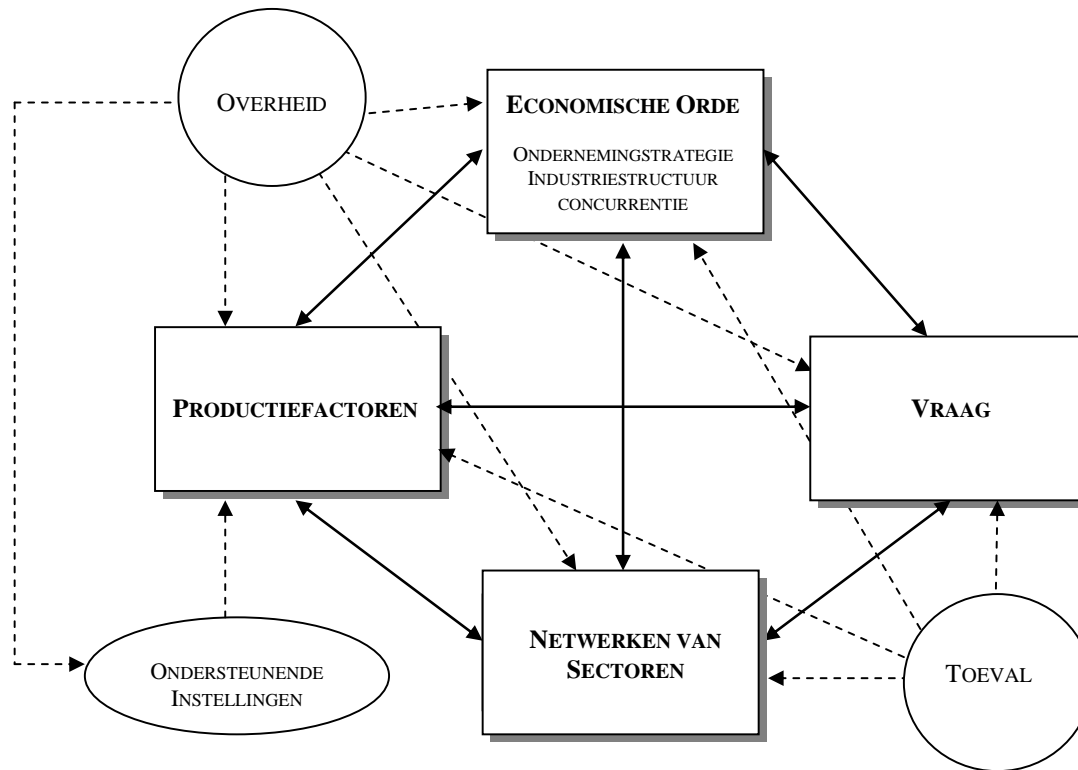 OVERHEID
ECONOMISCHE ORDE
ONDERNEMINGSTRATEGIE
INDUSTRIESTRUCTUUR
CONCURRENTIE
PRODUCTIEFACTOREN
VRAAG
NETWERKEN VAN
SECTOREN
ONDERSTEUNENDE
INSTELLINGEN
TOEVAL